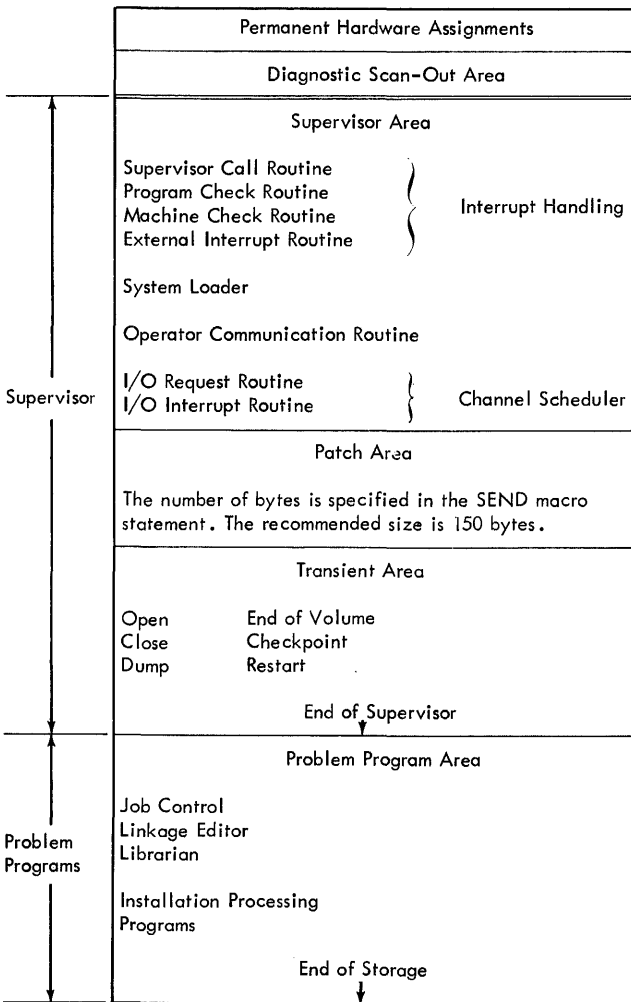 Permanent Hardware Assignments
Diagnostic Scan-Out Area
Supervisor Area
Supervisor Call Routine
Program Check Routine
Machine Check Routine
External Interrupt Routine
Interrupt Handling
System Loader
Operator Communication Routine
I/O Request Routine
I/O Interrupt Routine
Channel Scheduler
Supervisor
Patch Area
The number of bytes is specified in the SEND macro
statement. The recommended size is 150 bytes.
Transient Area
Open End of Volume
Close Checkpoint
Dump Restart
End of Supervisor
Problem Program Area
Job Control
Linkage Editor
Librarian
Problem
Programs
Installation Processing
Programs
End of Storage